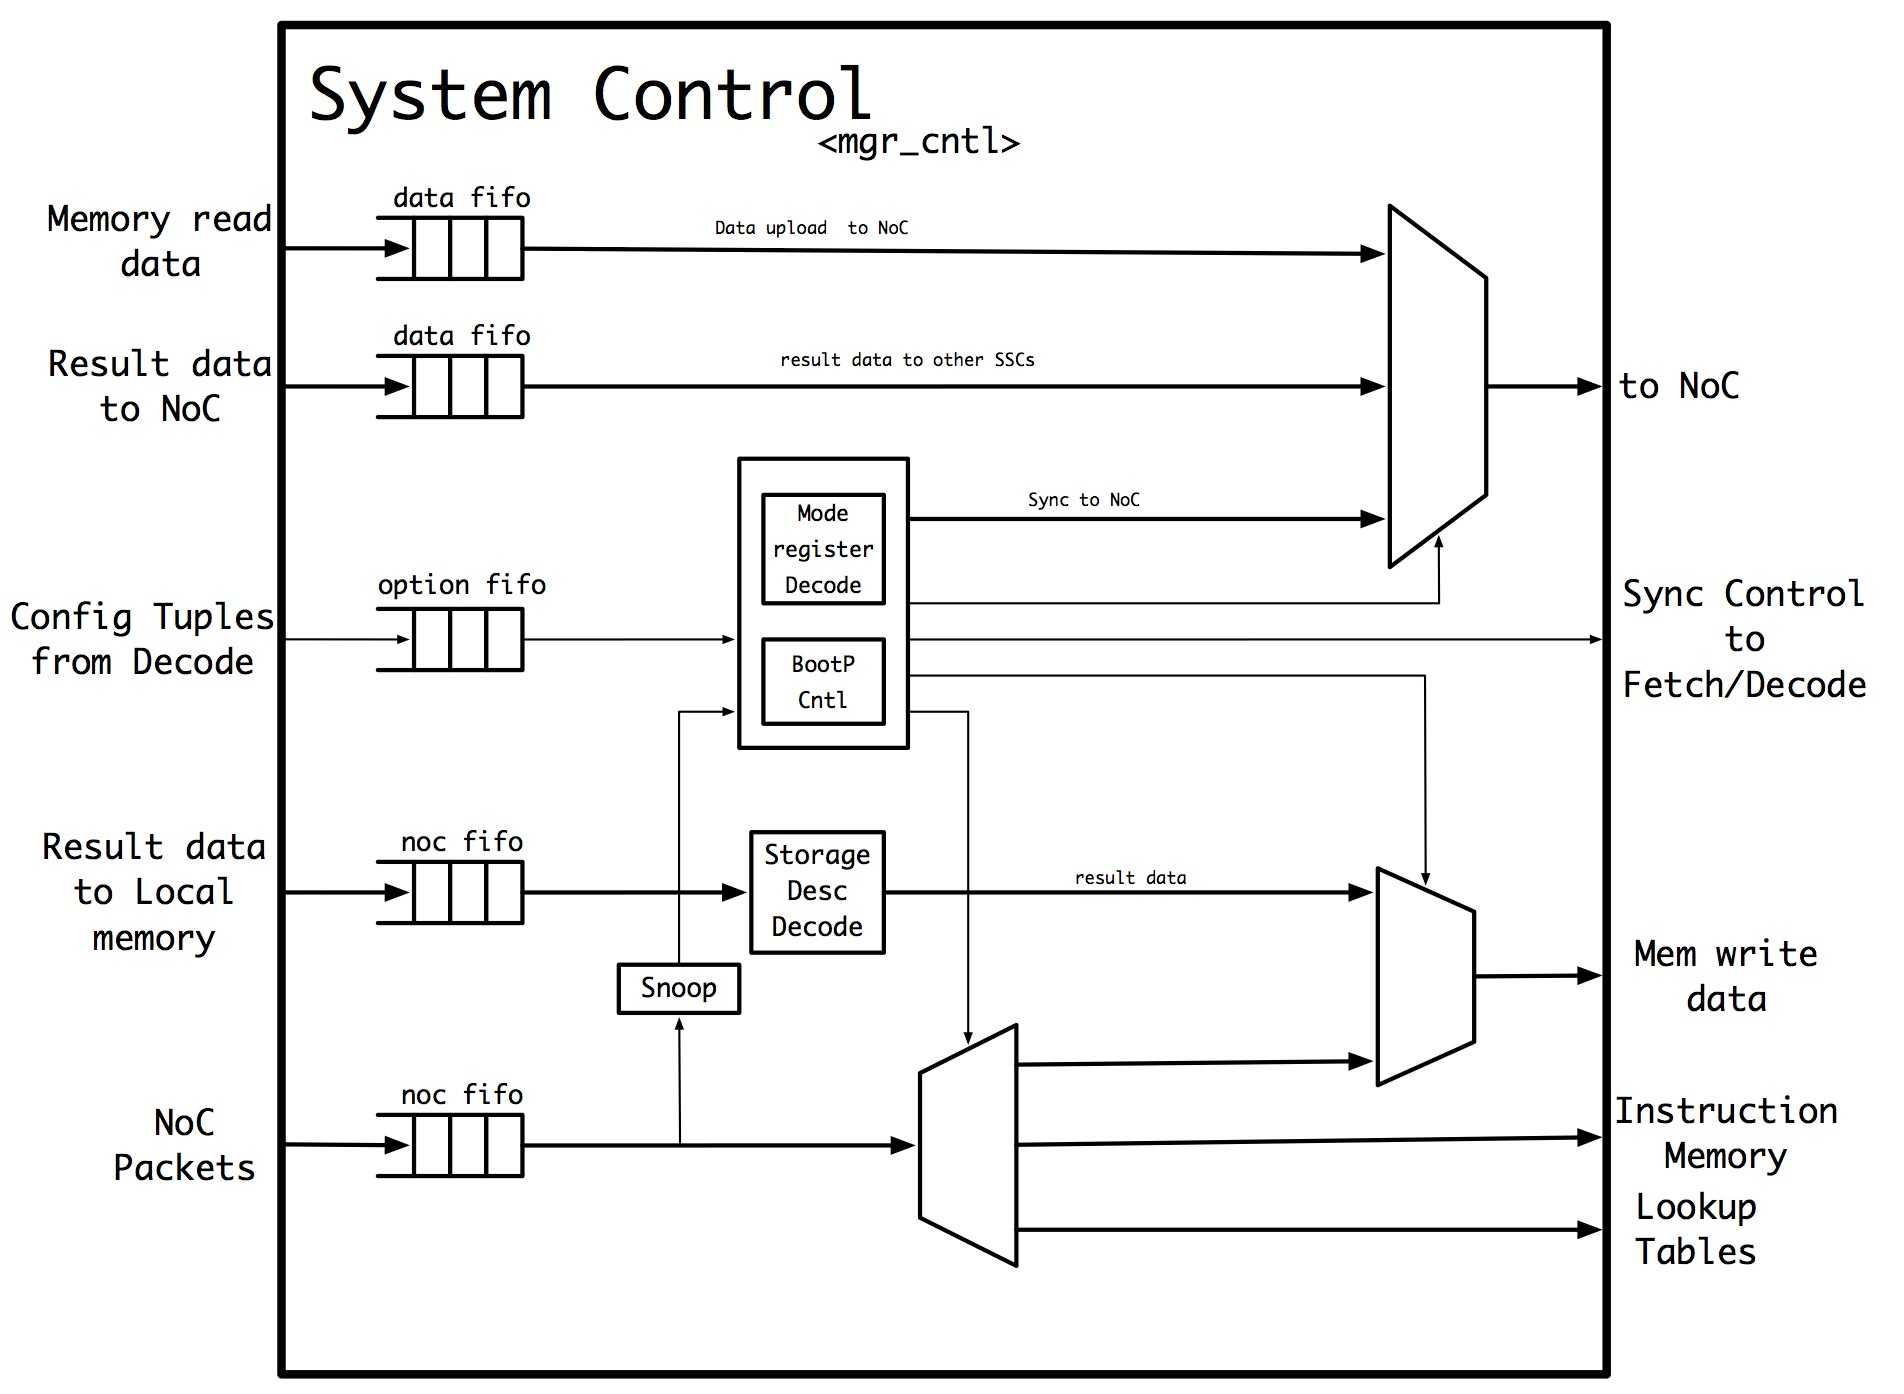 System Control
<mgr_cntl>
Memory read
data
data fifo
Data upload  to NoC
Result data
to NoC
data fifo
result data to other SSCs
to NoC
Sync to NoC
Mode
register
Decode
Config Tuples
from Decode
option fifo
BootP
Cntl
Sync Control
to
Fetch/Decode
Result data
to Local
memory
noc fifo
Storage
Desc
Decode
result data
Mem write
data
Snoop
NoC
Packets
noc fifo
Instruction
Memory
Lookup
Tables